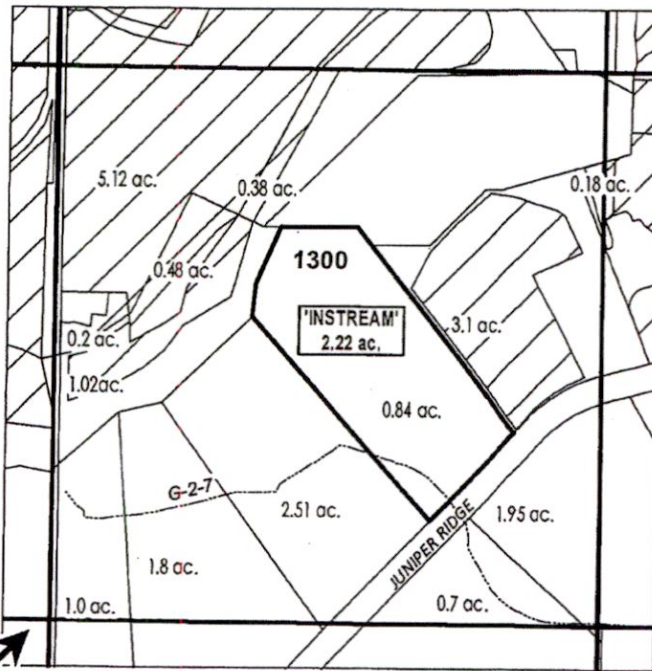 5.12 ac.
0.38 ac.
0.18 ac.
0.48 ac.
1300
'INSTREAM'
2.22 ac.
3.1 ac.
0.2 ac.
1.02ac.
0.84 ac.
G-2-7
2.51 ac.
1.95 ac.
JUNIPER RIDGE
1.8 ac.
1.0 ac.
0.7 ac.